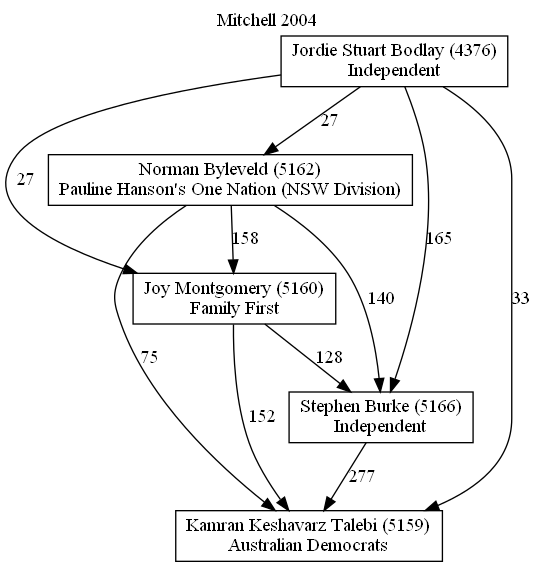 Mitchell 2004
Jordie Stuart Bodlay (4376)
Independent
27
Norman Byleveld (5162)
Pauline Hanson's One Nation (NSW Division)
27
158
165
Joy Montgomery (5160)
Family First
140
33
75
128
Stephen Burke (5166)
Independent
152
277
Kamran Keshavarz Talebi (5159)
Australian Democrats